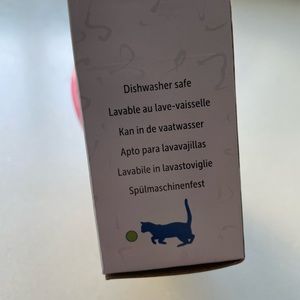 Dishwasher safe
Lavable au lave-vaisselle
Kan in de vaatwasser
Apto para lavavajillas
Lavabile in lavastoviglie
Spülmaschinenfest